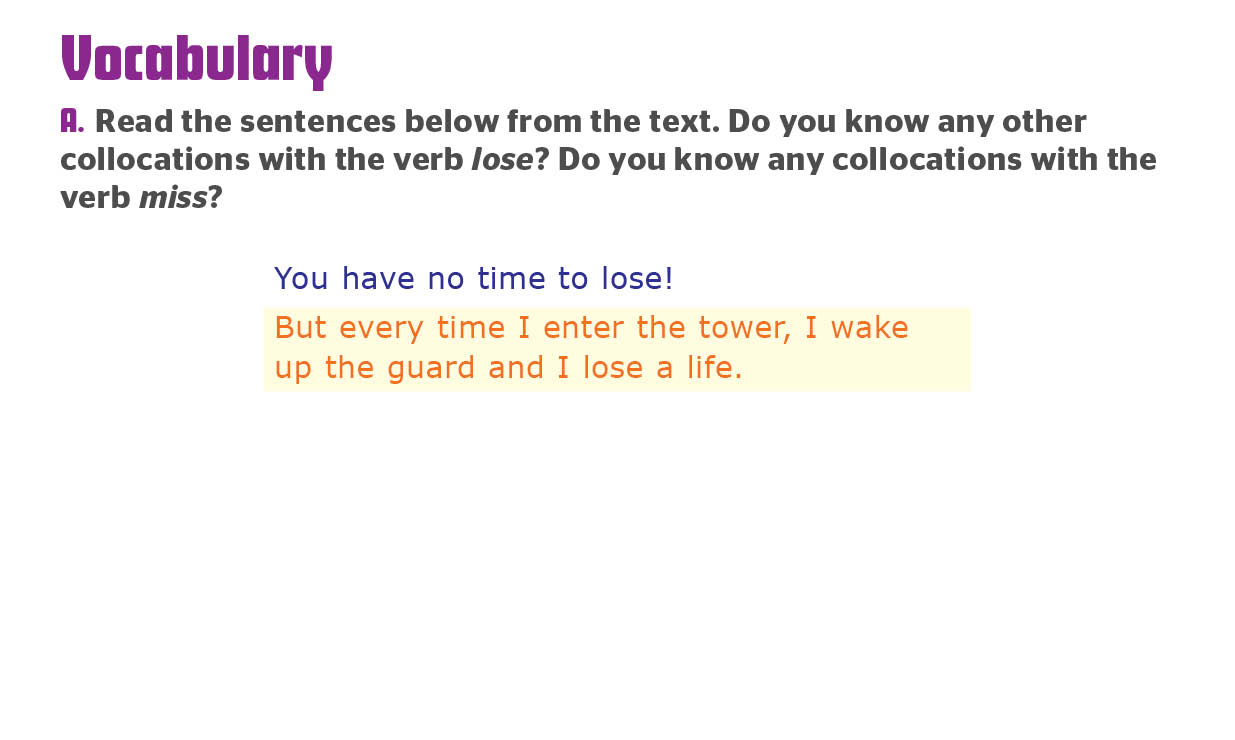 Vocabulary
A. Read the sentences below from the text. Do you know any other
collocations with the verb lose? Do you know any collocations with the
verb miss?
You have no time to lose!
But every time I enter the tower, I wake
up the guard and I lose a life.